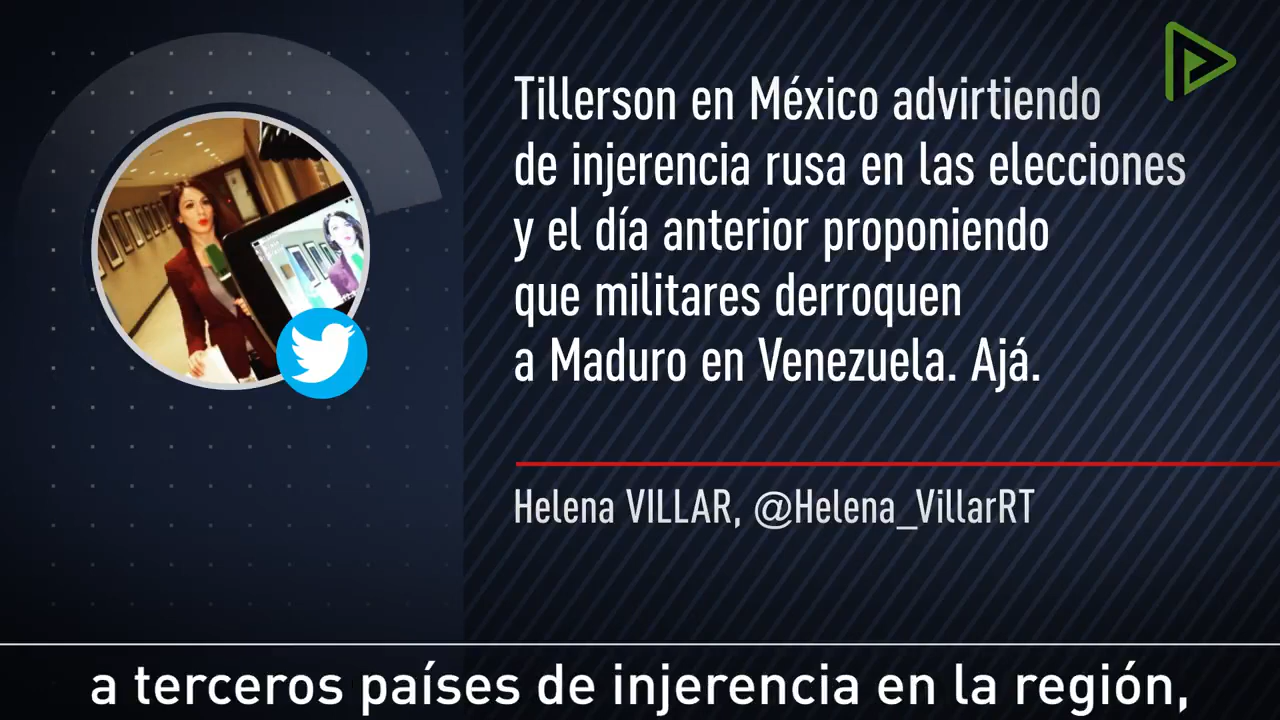 Tillerson en México advirtiendo
de injerencia rusa en las elecciones
y el día anterior proponiendo
que militares derroquen
a Maduro en Venezuela. Ajá.
Helena VILLAR, @Helena_VillarRT
a terceros países de injerencia en la región,